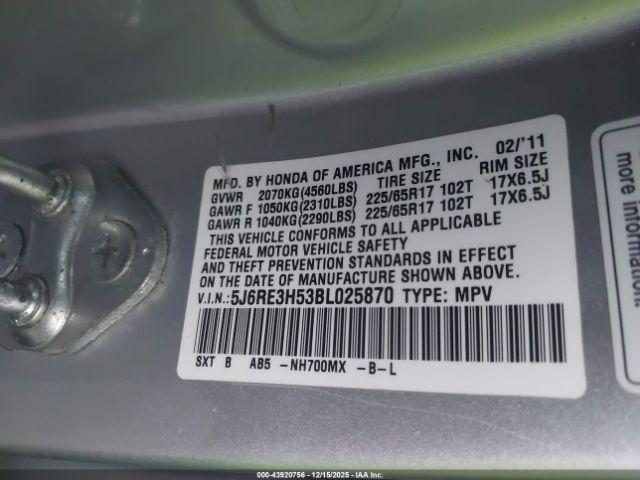 MFD. BY HONDA OF AMERICA MFG., INC. 02/'11
GVWR 2070KG(4560LBS) TIRE SIZE RIM SIZE
GAWR F 1050KG(2310LBS) 225/65R17 102T 17X6.5J
GAWR R 1040KG(2290LBS) 225/65R17 102T 17X6.5J
THIS VEHICLE CONFORMS TO ALL APPLICABLE
FEDERAL MOTOR VEHICLE SAFETY
AND THEFT PREVENTION STANDARDS IN EFFECT
ON THE DATE OF MANUFACTURE SHOWN ABOVE.
V.I.N.:5J6RE3H53BL025870 TYPE: MPV
SXT B AB5 -NH700MX -B-L
more information
000-43920756 - 12/15/2025 - IAAI Inc.